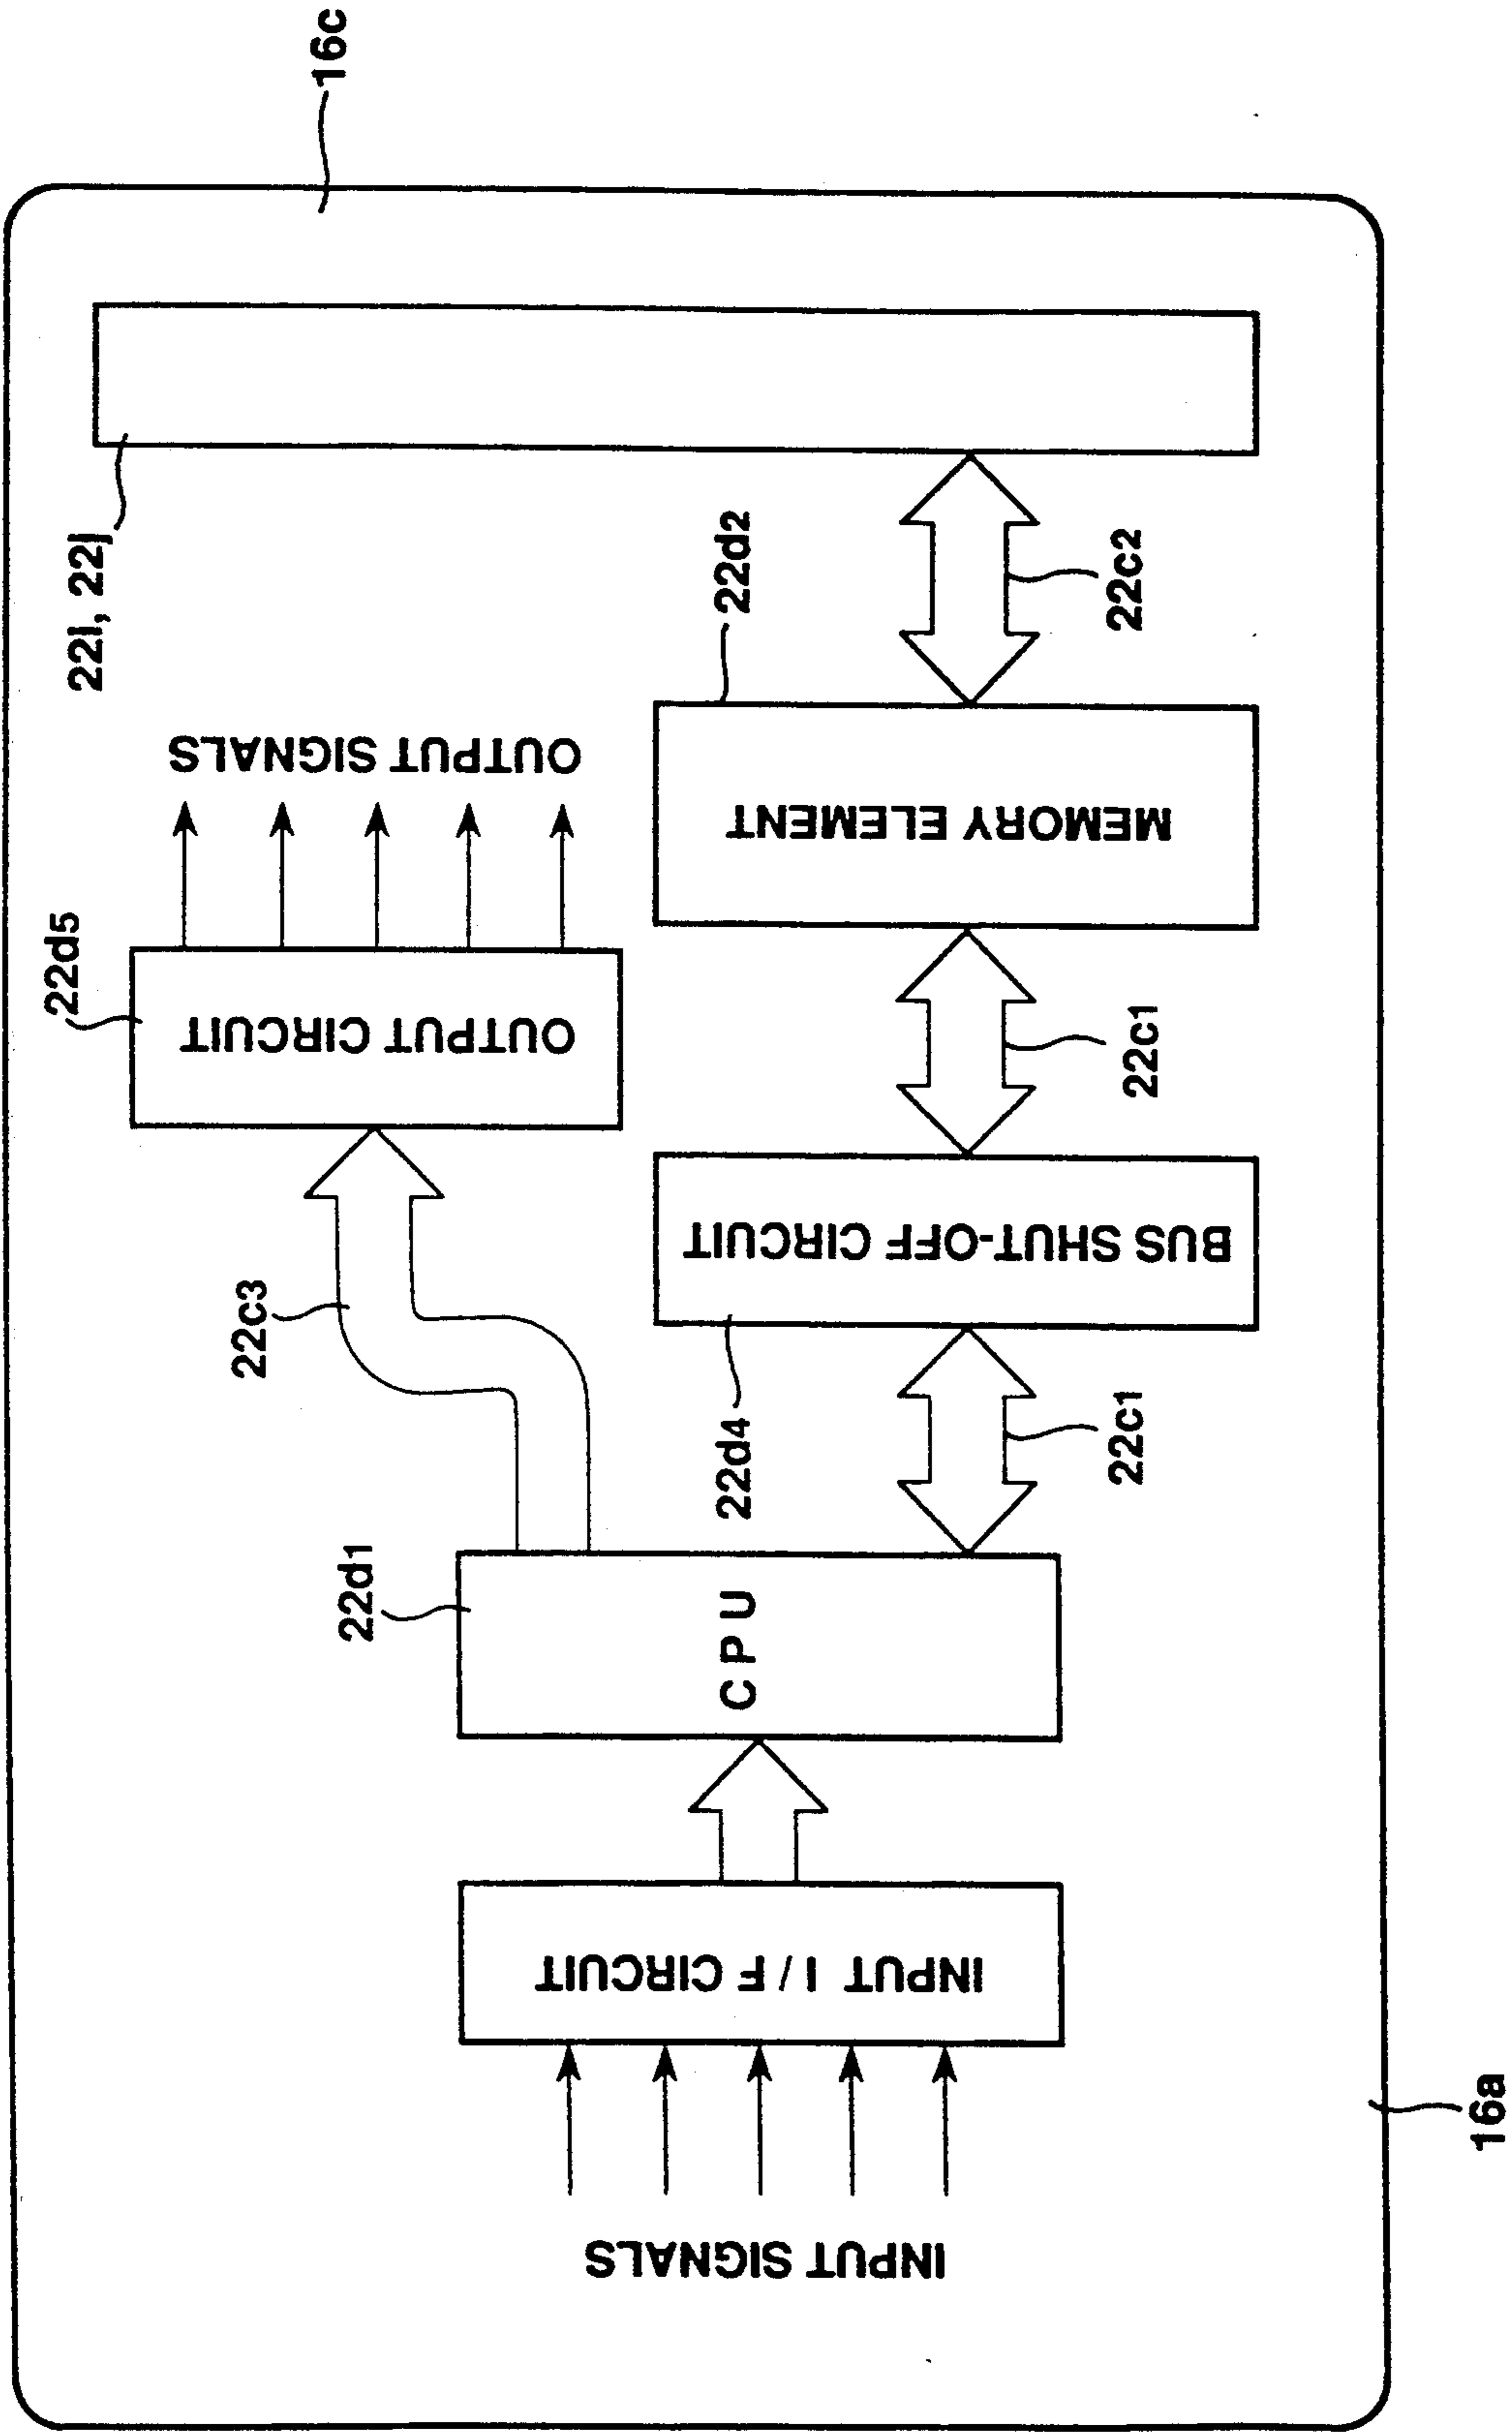 16c
22i, 22j
22d2
22c2
OUTPUT SIGNALS
MEMORY ELEMENT
22d5
OUTPUT CIRCUIT
22c1
22c3
BUS SHUT-OFF CIRCUIT
22d4
22c1
22d1
CPU
INPUT I/F CIRCUIT
INPUT SIGNALS
16a